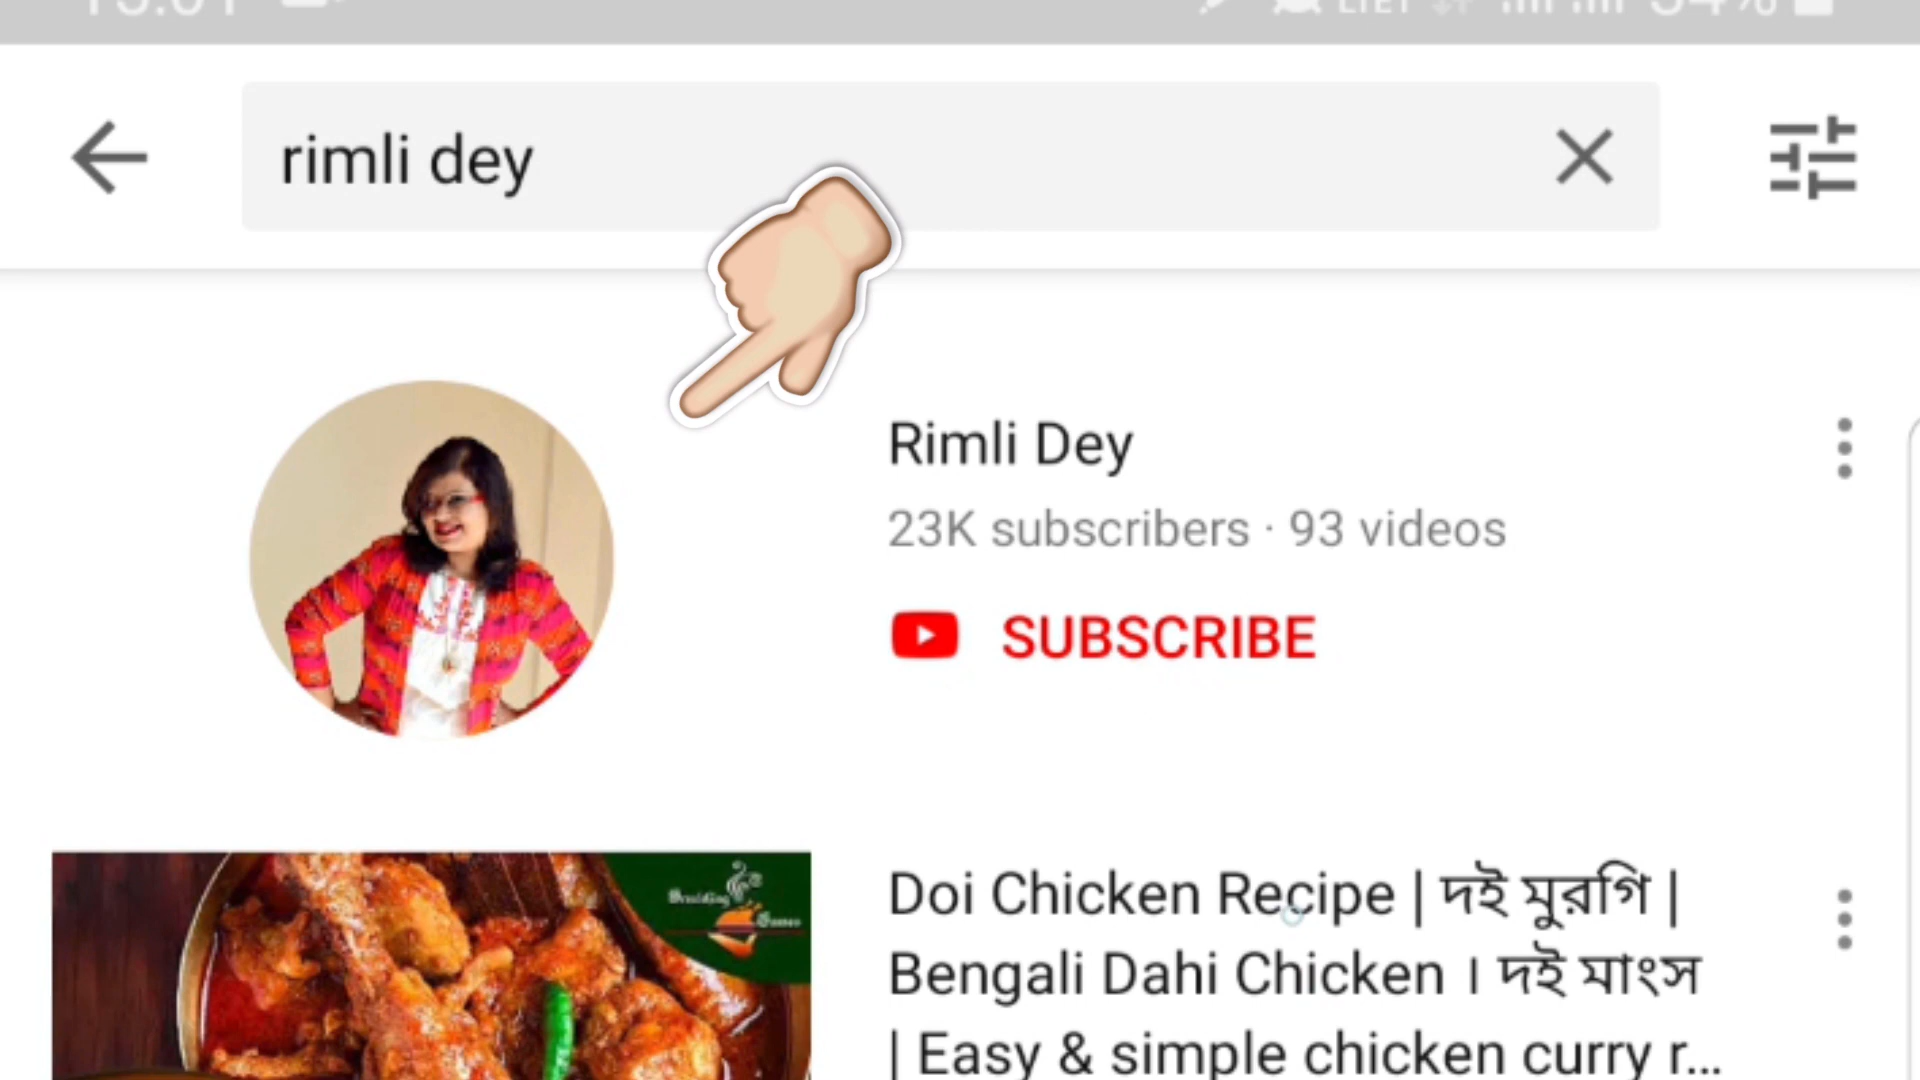 rimli dey
Rimli Dey
23K subscribers · 93 videos
SUBSCRIBE
Doi Chicken Recipe | দই মুরগি |
Bengali Dahi Chicken । দই মাংস
| Easy & simple chicken curry r...